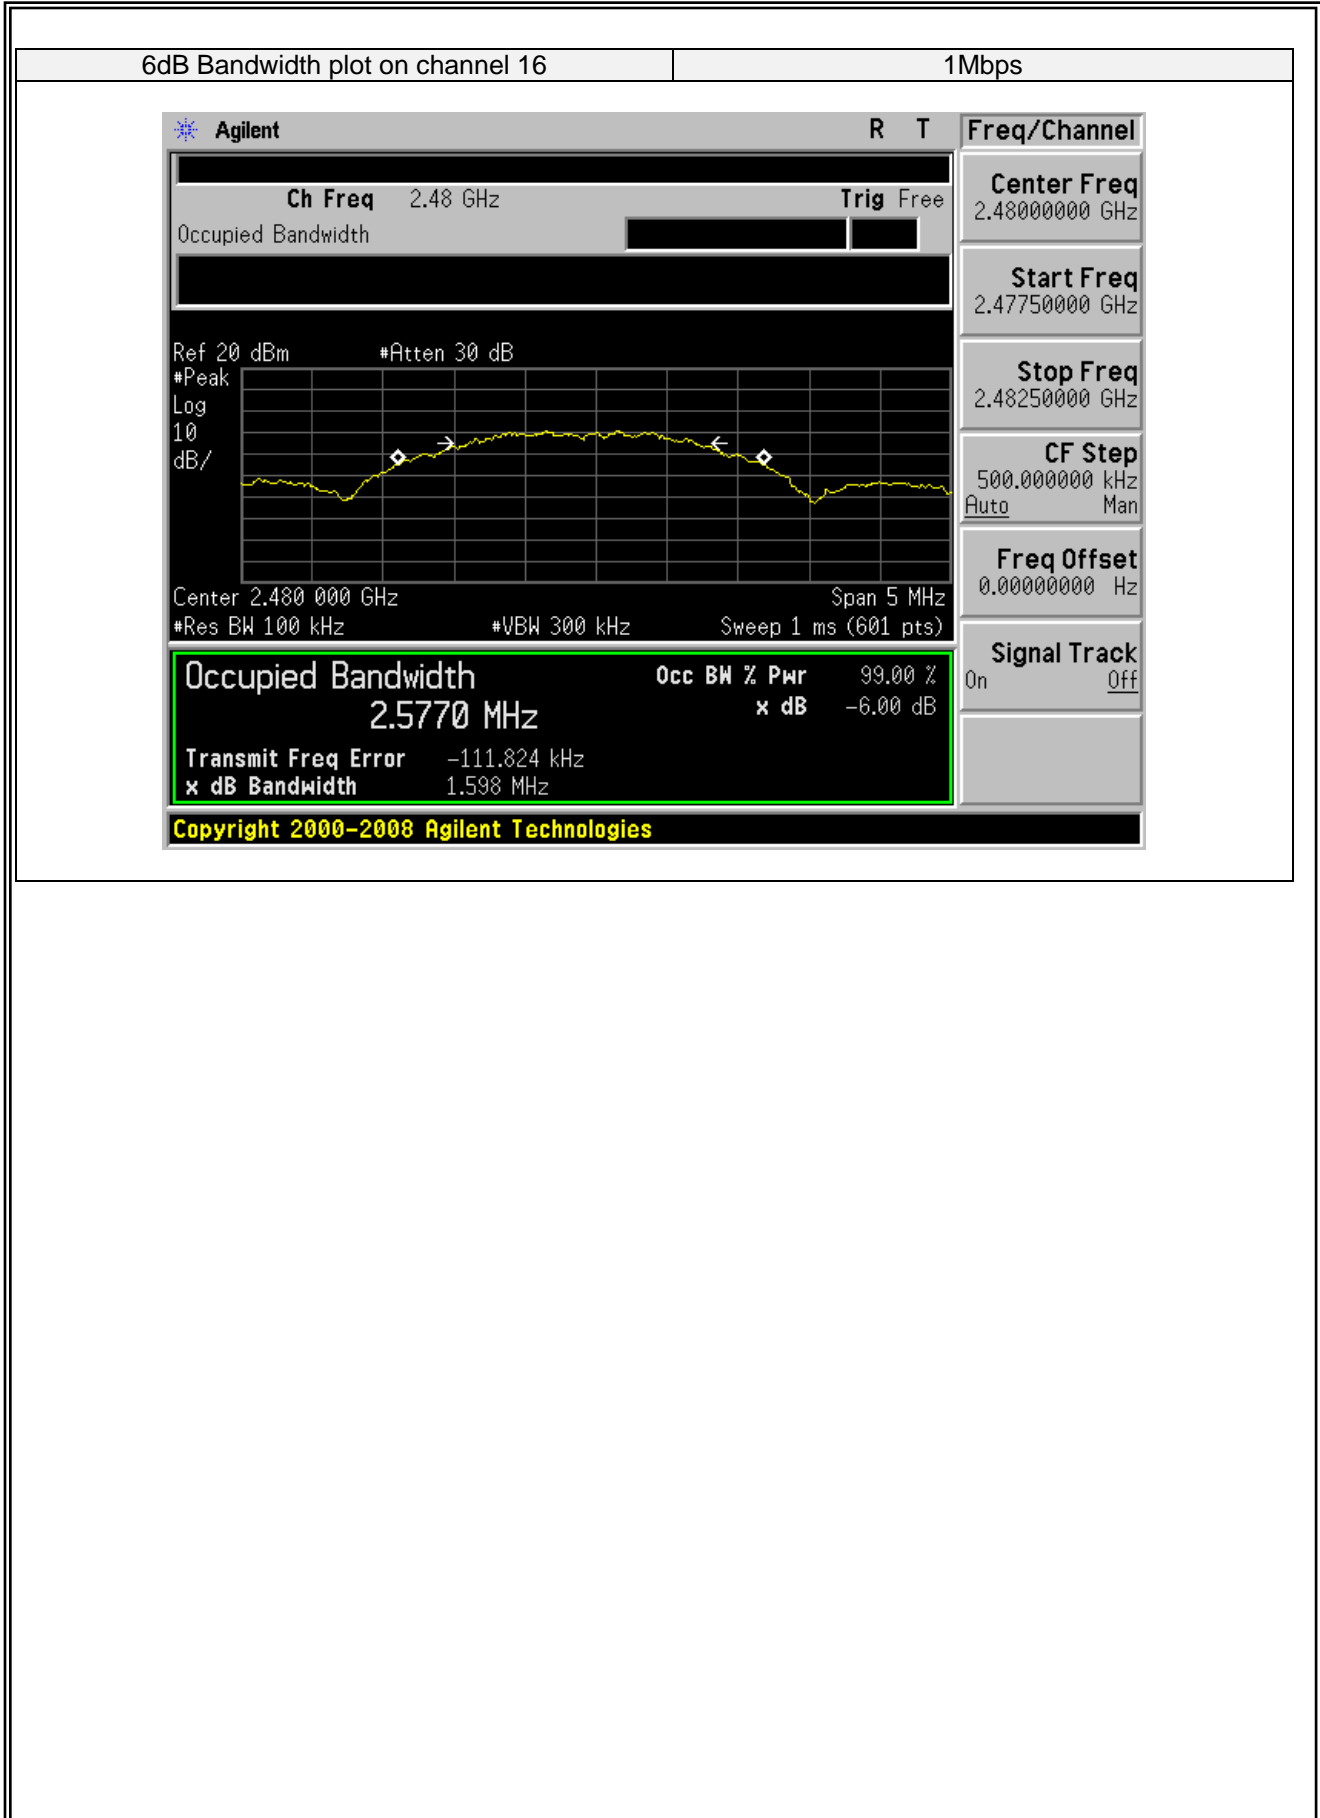 6dB Bandwidth plot on channel 16 1Mbps
Agilent R T Freq/Channel
Ch Freq 2.48 GHz Trig Free
Occupied Bandwidth
Center Freq
2.48000000 GHz
Start Freq
2.47750000 GHz
Stop Freq
2.48250000 GHz
CF Step
500.000000 kHz
Auto Man
Freq Offset
0.00000000 Hz
Signal Track
On Off
Ref 20 dBm #Atten 30 dB
#Peak
Log
10
dB/
Center 2.480 000 GHz Span 5 MHz
#Res BW 100 kHz #VBW 300 kHz Sweep 1 ms (601 pts)
Occupied Bandwidth Occ BW % Pwr 99.00 %
2.5770 MHz x dB -6.00 dB
Transmit Freq Error -111.824 kHz
x dB Bandwidth 1.598 MHz
Copyright 2000-2008 Agilent Technologies